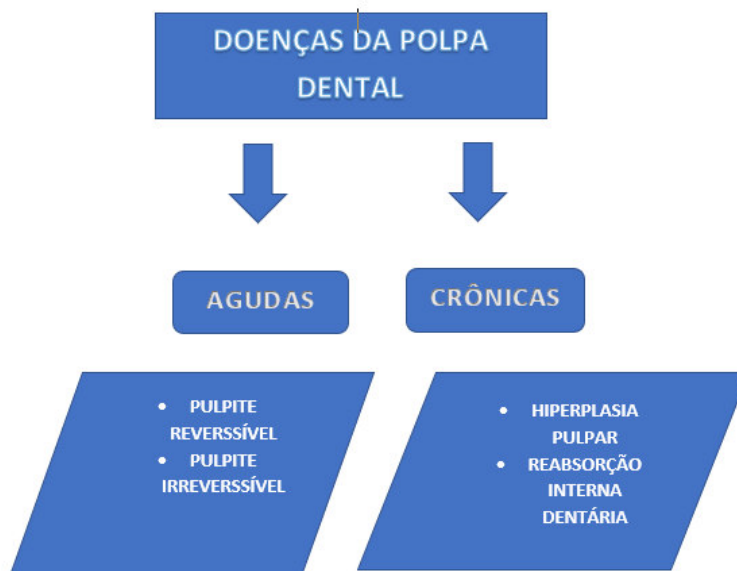 DOENÇAS DA POLPA
DENTAL
AGUDAS
CRÔNICAS
• PULPITE
REVERSSÍVEL
• PULPITE
IRREVERSSÍVEL
• HIPERPLASIA
PULPAR
• REABSORÇÃO
INTERNA
DENTÁRIA